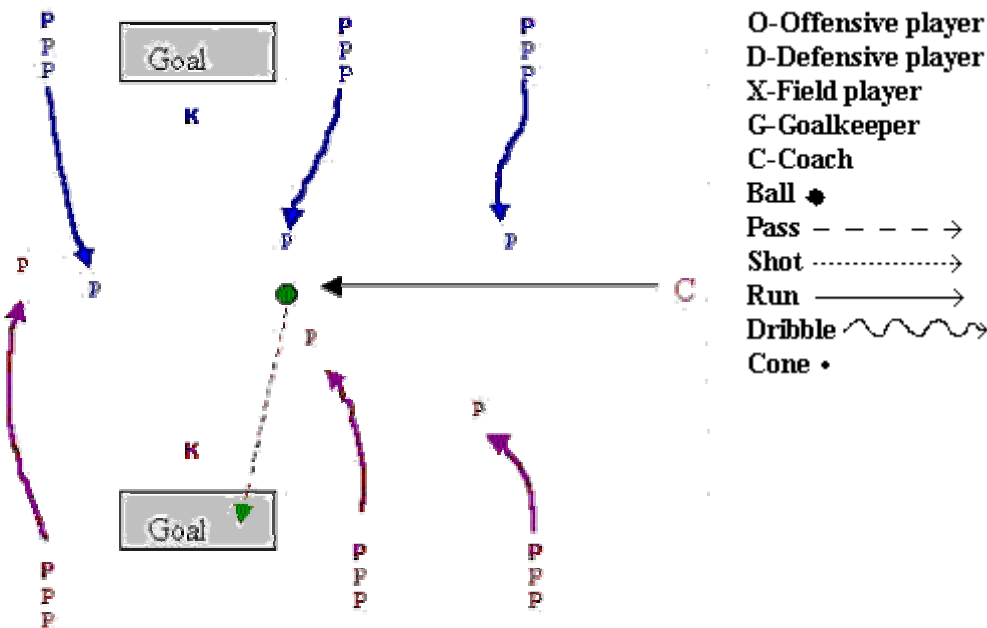 P P P
P P P
P P P
Goal
K
P P
P
P
C
P
P
K
Goal
P P P
P P P
P P P
O-Offensive player
D-Defensive player
X-Field player
G-Goalkeeper
C-Coach
Ball
Pass
Shot
Run
Dribble
Cone